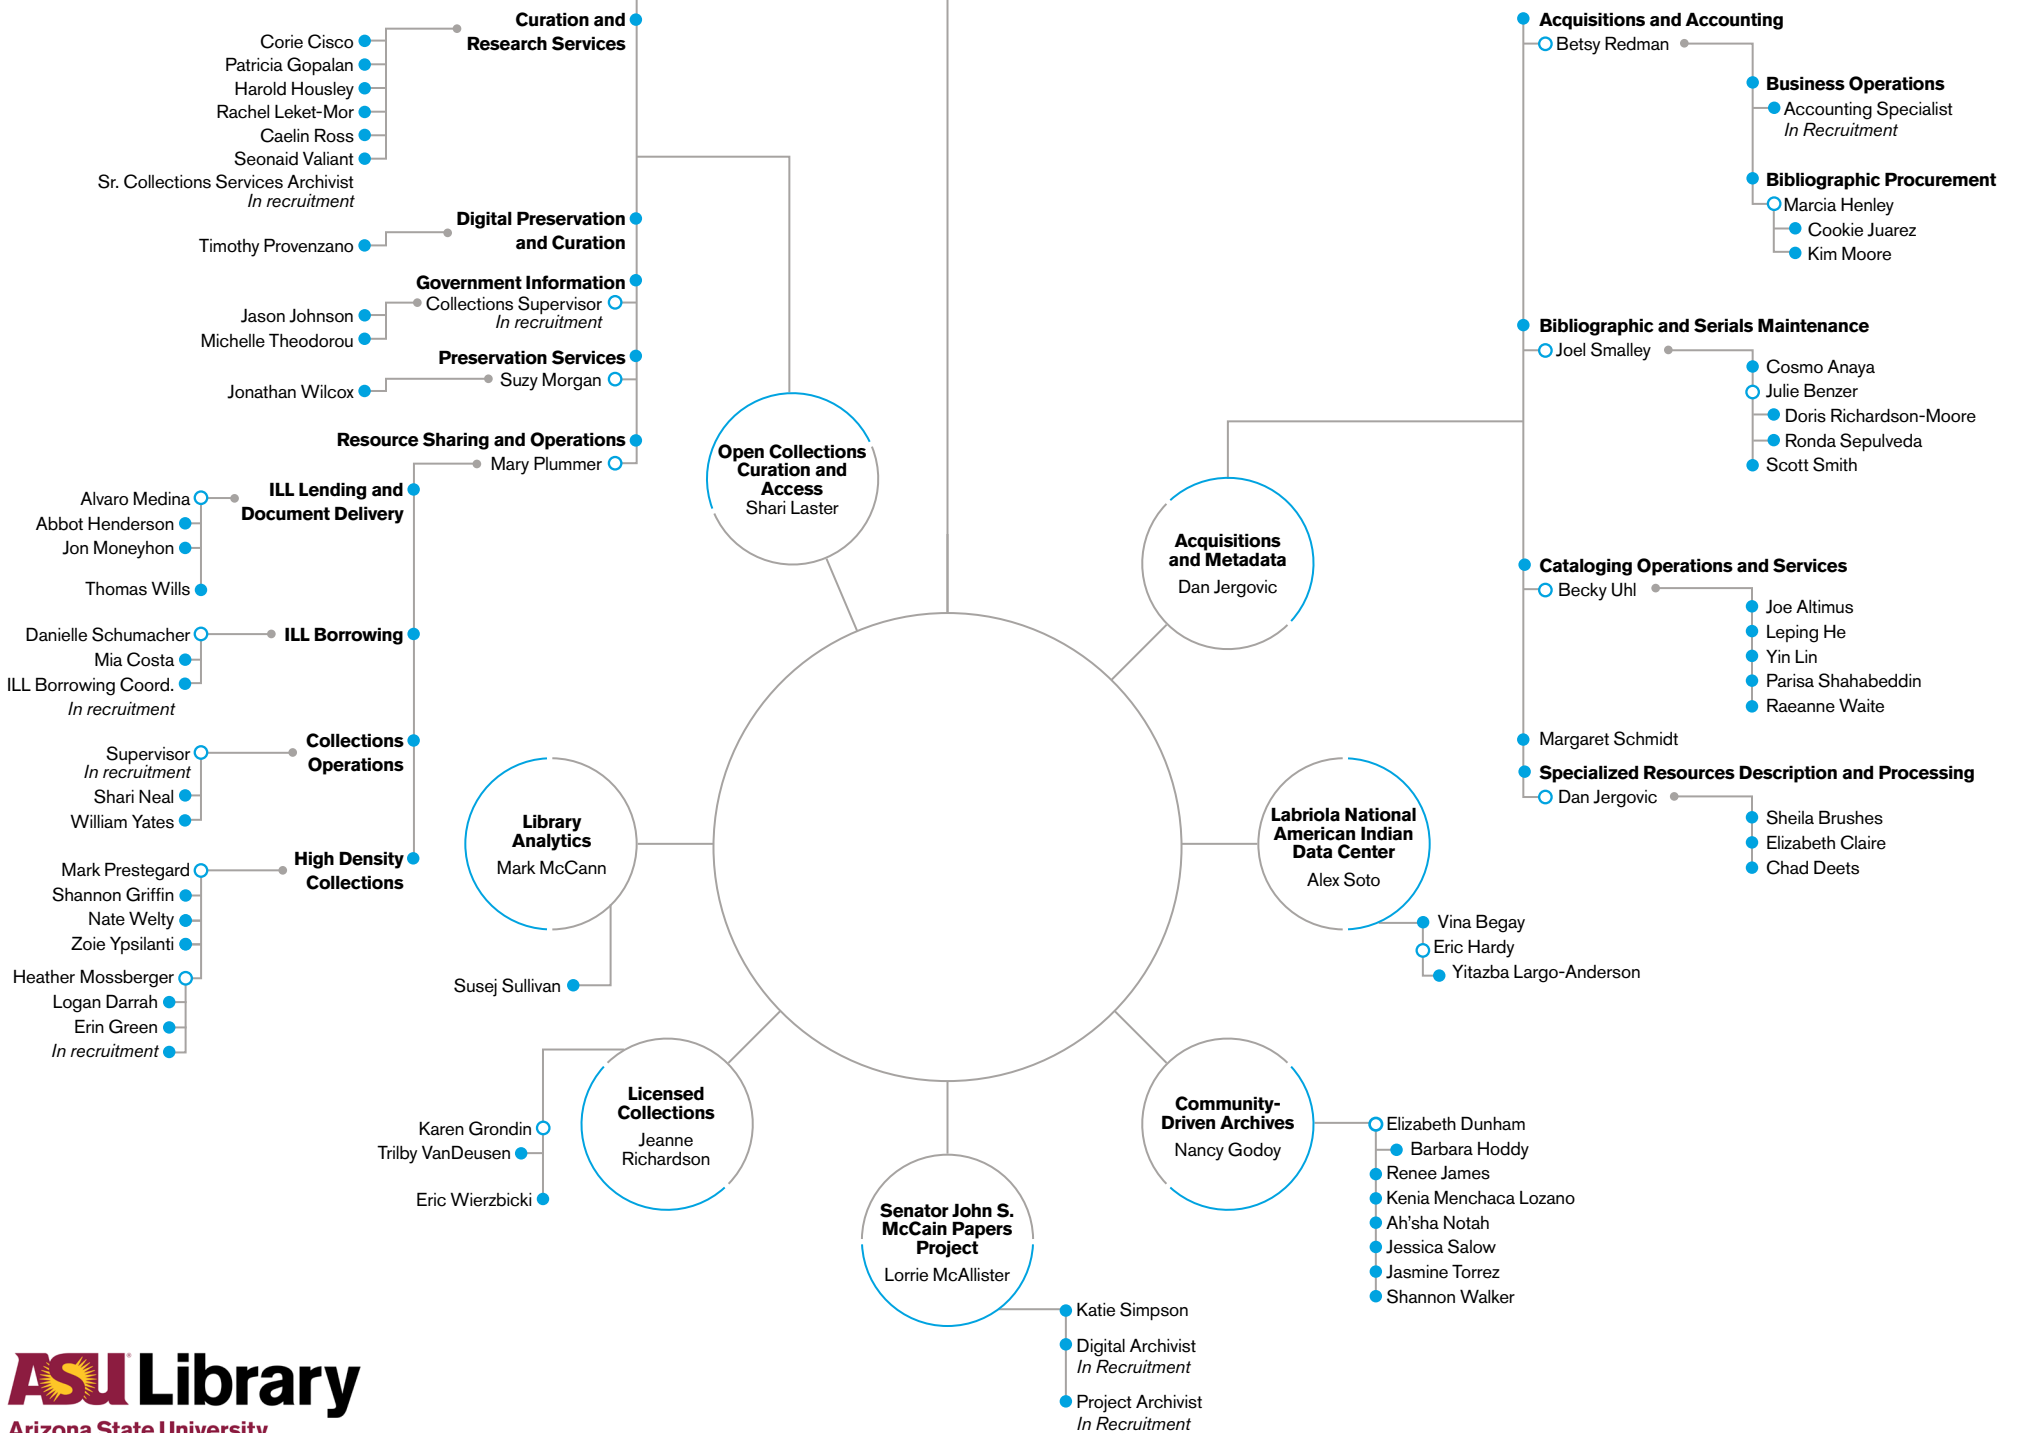 Curation and
Research Services
Corie Cisco
Patricia Gopalan
Harold Housley
Rachel Leket-Mor
Caelin Ross
Seonaid Valiant
Sr. Collections Services Archivist
In recruitment
Digital Preservation
and Curation
Timothy Provenzano
Government Information
Collections Supervisor
In recruitment
Jason Johnson
Michelle Theodorou
Preservation Services
Suzy Morgan
Jonathan Wilcox
Resource Sharing and Operations
Mary Plummer
ILL Lending and
Document Delivery
Alvaro Medina
Abbot Henderson
Jon Moneyhon
Thomas Wills
ILL Borrowing
Danielle Schumacher
Mia Costa
ILL Borrowing Coord.
In recruitment
Collections
Operations
Supervisor
In recruitment
Shari Neal
William Yates
High Density
Collections
Mark Prestegard
Shannon Griffin
Nate Welty
Zoie Ypsilanti
Heather Mossberger
Logan Darrah
Erin Green
In recruitment
Open Collections
Curation and
Access
Shari Laster
Acquisitions
and Metadata
Dan Jergovic
Acquisitions and Accounting
Betsy Redman
Business Operations
Accounting Specialist
In Recruitment
Bibliographic Procurement
Marcia Henley
Cookie Juarez
Kim Moore
Bibliographic and Serials Maintenance
Joel Smalley
Cosmo Anaya
Julie Benzer
Doris Richardson-Moore
Ronda Sepulveda
Scott Smith
Cataloging Operations and Services
Becky Uhl
Joe Altimus
Leping He
Yin Lin
Parisa Shahabeddin
Raeanne Waite
Margaret Schmidt
Specialized Resources Description and Processing
Dan Jergovic
Sheila Brushes
Elizabeth Claire
Chad Deets
Library
Analytics
Mark McCann
Susej Sullivan
Labriola National
American Indian
Data Center
Alex Soto
Vina Begay
Eric Hardy
Yitazba Largo-Anderson
Licensed
Collections
Jeanne
Richardson
Karen Grondin
Trilby VanDeusen
Eric Wierzbicki
Senator John S.
McCain Papers
Project
Lorrie McAllister
Katie Simpson
Digital Archivist
In Recruitment
Project Archivist
In Recruitment
Community-
Driven Archives
Nancy Godoy
Elizabeth Dunham
Barbara Hoddy
Renee James
Kenia Menchaca Lozano
Ah'sha Notah
Jessica Salow
Jasmine Torrez
Shannon Walker
ASU Library
Arizona State University